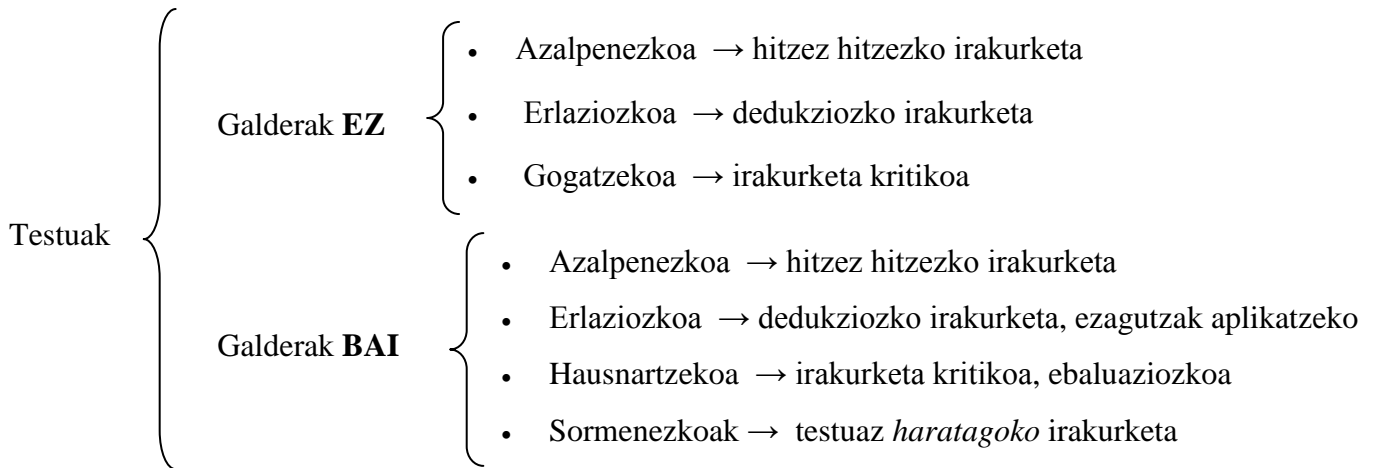 Testuak
Galderak EZ
• Azalpenezkoa → hitzez hitzezko irakurketa
• Erlaziozkoa → dedukziozko irakurketa
• Gogatzekoa → irakurketa kritikoa
Galderak BAI
• Azalpenezkoa → hitzez hitzezko irakurketa
• Erlaziozkoa → dedukziozko irakurketa, ezagutzak aplikatzeko
• Hausnartzekoa → irakurketa kritikoa, ebaluaziozkoa
• Sormenezkoak → testuaz haratagoko irakurketa